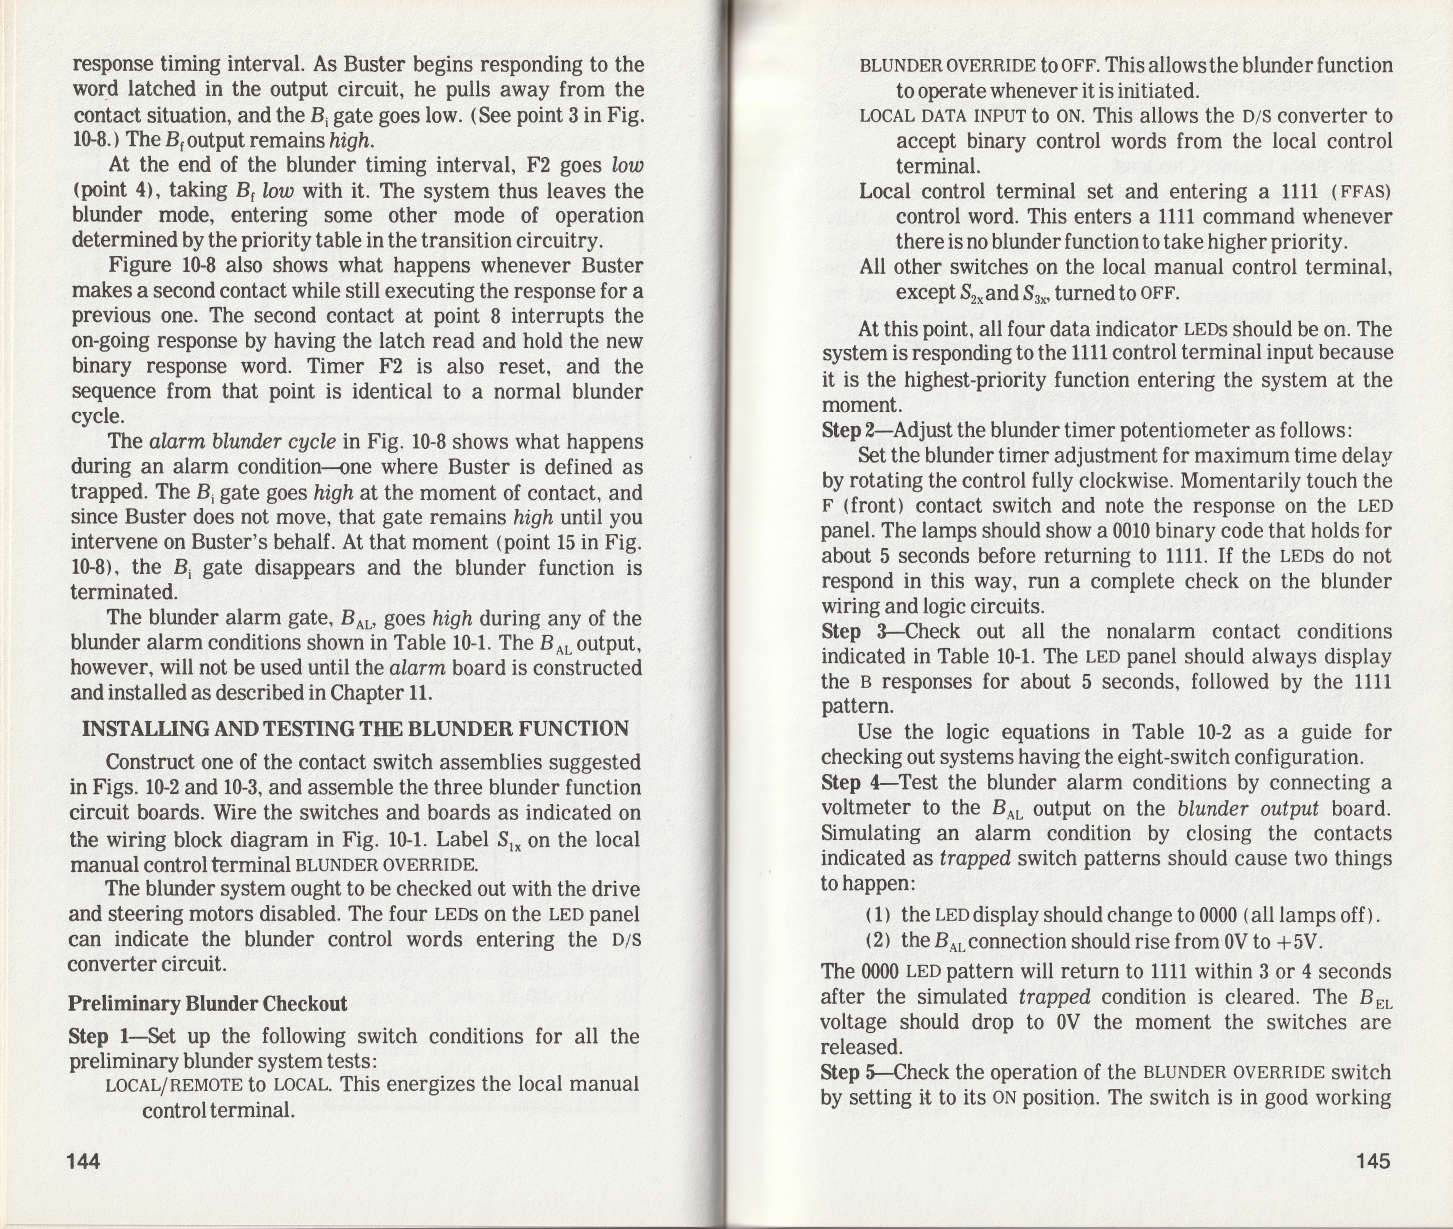 response timing interval. As Buster begins responding to the
word latched in the output circuit, he pulls away from the
contact situation, and the Bi gate goes low. (See point 3 in Fig.
10-8.) The Bf output remains high.
At the end of the blunder timing interval, F2 goes low
(point 4), taking Bf low with it. The system thus leaves the
blunder mode, entering some other mode of operation
determined by the priority table in the transition circuitry.
Figure 10-8 also shows what happens whenever Buster
makes a second contact while still executing the response for a
previous one. The second contact at point 8 interrupts the
on-going response by having the latch read and hold the new
binary response word. Timer F2 is also reset, and the
sequence from that point is identical to a normal blunder
cycle.
The alarm blunder cycle in Fig. 10-8 shows what happens
during an alarm condition—one where Buster is defined as
trapped. The Bi gate goes high at the moment of contact, and
since Buster does not move, that gate remains high until you
intervene on Buster's behalf. At that moment (point 15 in Fig.
10-8), the Bi gate disappears and the blunder function is
terminated.
The blunder alarm gate, BAL, goes high during any of the
blunder alarm conditions shown in Table 10-1. The BAL output,
however, will not be used until the alarm board is constructed
and installed as described in Chapter 11.
INSTALLING AND TESTING THE BLUNDER FUNCTION
Construct one of the contact switch assemblies suggested
in Figs. 10-2 and 10-3, and assemble the three blunder function
circuit boards. Wire the switches and boards as indicated on
the wiring block diagram in Fig. 10-1. Label S1x on the local
manual control terminal BLUNDER OVERRIDE.
The blunder system ought to be checked out with the drive
and steering motors disabled. The four LEDs on the LED panel
can indicate the blunder control words entering the D/S
converter circuit.
Preliminary Blunder Checkout
Step 1—Set up the following switch conditions for all the
preliminary blunder system tests:
LOCAL/REMOTE to LOCAL. This energizes the local manual
control terminal.
144
BLUNDER OVERRIDE to OFF. This allows the blunder function
to operate whenever it is initiated.
LOCAL DATA INPUT to ON. This allows the D/S converter to
accept binary control words from the local control
terminal.
Local control terminal set and entering a 1111 (FFAS)
control word. This enters a 1111 command whenever
there is no blunder function to take higher priority.
All other switches on the local manual control terminal,
except S2x and S3x, turned to OFF.
At this point, all four data indicator LEDs should be on. The
system is responding to the 1111 control terminal input because
it is the highest-priority function entering the system at the
moment.
Step 2—Adjust the blunder timer potentiometer as follows:
Set the blunder timer adjustment for maximum time delay
by rotating the control fully clockwise. Momentarily touch the
F (front) contact switch and note the response on the LED
panel. The lamps should show a 0010 binary code that holds for
about 5 seconds before returning to 1111. If the LEDs do not
respond in this way, run a complete check on the blunder
wiring and logic circuits.
Step 3—Check out all the nonalarm contact conditions
indicated in Table 10-1. The LED panel should always display
the B responses for about 5 seconds, followed by the 1111
pattern.
Use the logic equations in Table 10-2 as a guide for
checking out systems having the eight-switch configuration.
Step 4—Test the blunder alarm conditions by connecting a
voltmeter to the BAL output on the blunder output board.
Simulating an alarm condition by closing the contacts
indicated as trapped switch patterns should cause two things
to happen:
(1) the LED display should change to 0000 (all lamps off).
(2) the BAL connection should rise from 0V to +5V.
The 0000 LED pattern will return to 1111 within 3 or 4 seconds
after the simulated trapped condition is cleared. The BEL
voltage should drop to 0V the moment the switches are
released.
Step 5—Check the operation of the BLUNDER OVERRIDE switch
by setting it to its ON position. The switch is in good working
145